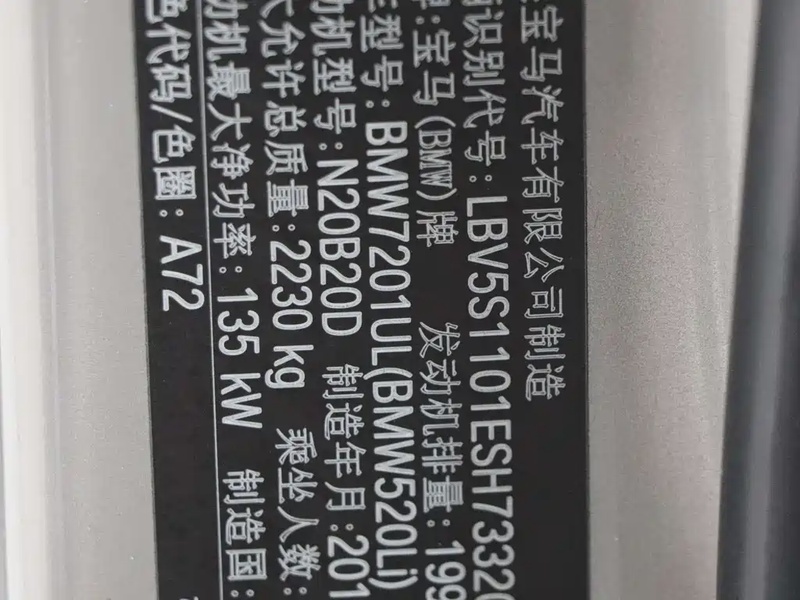 宝马汽车有限公司制造
识别代号: LBV5S1101ESH7332
牌: 宝马(BMW)牌 发动机排量: 199
型号: BMW7201UL(BMW520Li)
机型号: N20B20D 制造年月: 201
大允许总质量: 2230 kg 乘坐人数:
动机最大净功率: 135 kW 制造国:
色代码/色圈: A72